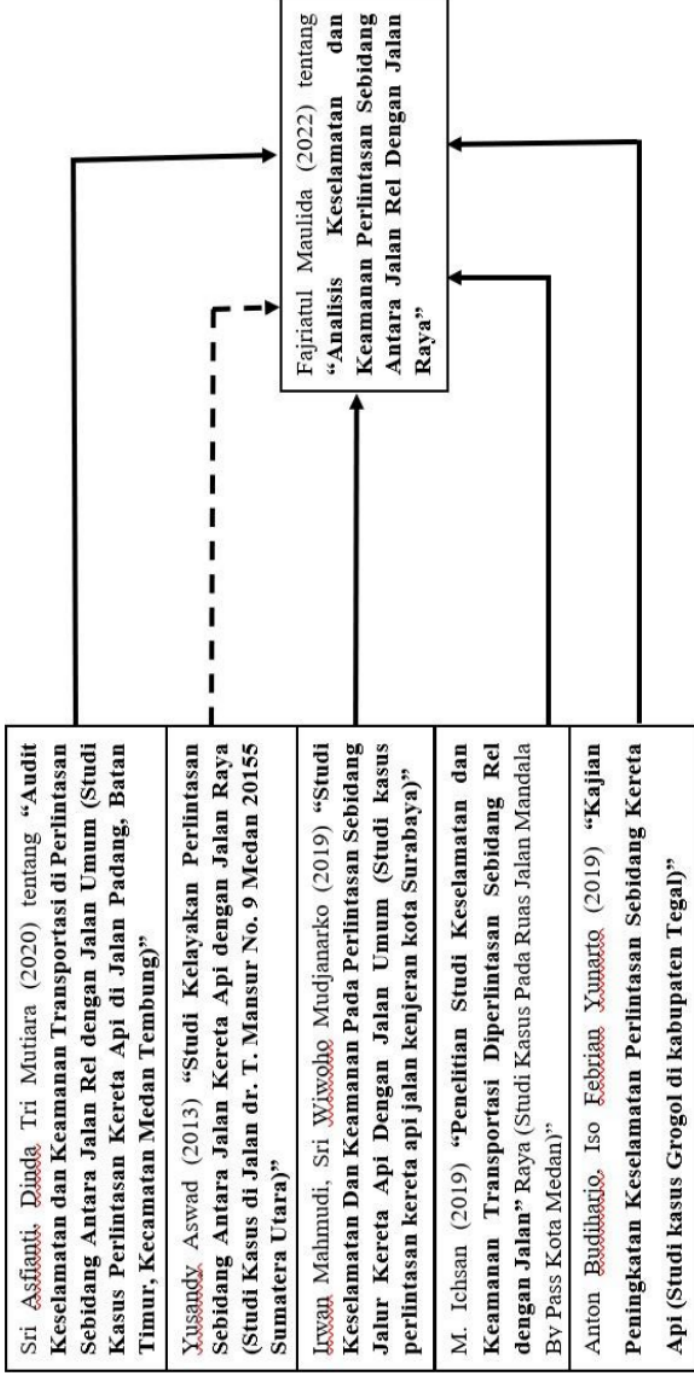 Sri Asfianti, Dinda Tri Mutiara (2020) tentang “Audit
Keselamatan dan Keamanan Transportasi di Perlintasan
Sebidang Antara Jalan Rel dengan Jalan Umum (Studi
Kasus Perlintasan Kereta Api di Jalan Padang, Batan
Timur, Kecamatan Medan Tembung)”
Yusandy Aswad (2013) “Studi Kelayakan Perlintasan
Sebidang Antara Jalan Kereta Api dengan Jalan Raya
(Studi Kasus di Jalan dr. T. Mansur No. 9 Medan 20155
Sumatera Utara)”
Irwan Mahmudi, Sri Wiwoho Mudjanarko (2019) “Studi
Keselamatan Dan Keamanan Pada Perlintasan Sebidang
Jalur Kereta Api Dengan Jalan Umum (Studi kasus
perlintasan kereta api jalan kenjeran kota Surabaya)”
M. Ichsan (2019) “Penelitian Studi Keselamatan dan
Keamanan Transportasi Diperlintasan Sebidang Rel
dengan Jalan” Raya (Studi Kasus Pada Ruas Jalan Mandala
By Pass Kota Medan)”
Anton Budiharjo, Iso Febrian Yunarto (2019) “Kajian
Peningkatan Keselamatan Perlintasan Sebidang Kereta
Api (Studi kasus Grogol di kabupaten Tegal)”
Fajriatul Maulida (2022) tentang
“Analisis Keselamatan dan
Keamanan Perlintasan Sebidang
Antara Jalan Rel Dengan Jalan
Raya”